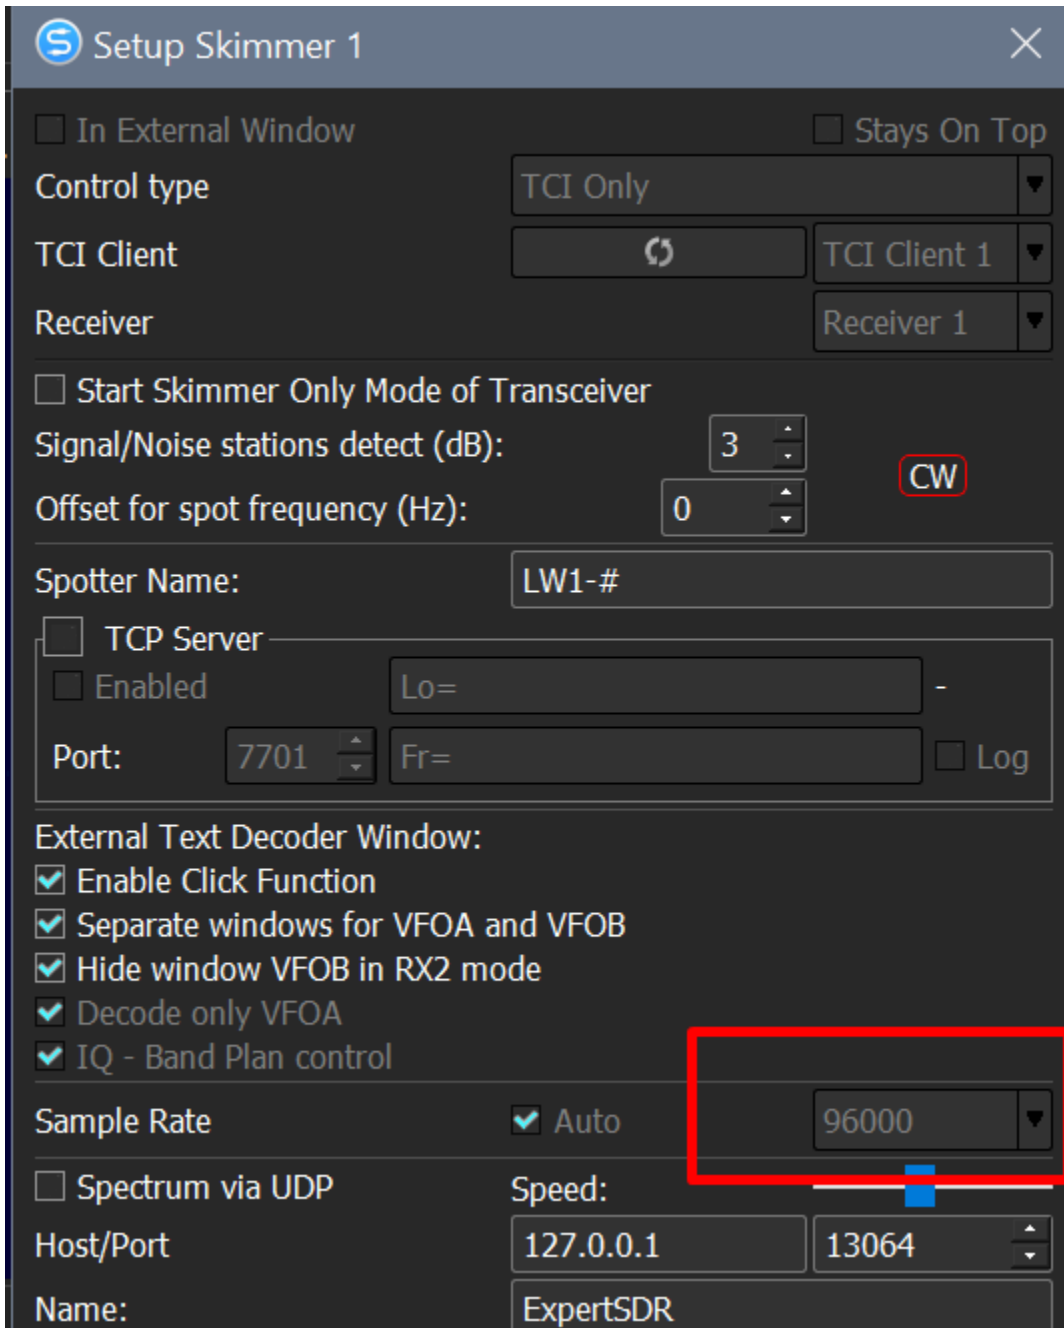 Setup Skimmer 1
In External Window Stays On Top
Control type TCI Only
TCI Client TCI Client 1
Receiver Receiver 1
Start Skimmer Only Mode of Transceiver
Signal/Noise stations detect (dB): 3
CW
Offset for spot frequency (Hz): 0
Spotter Name: LW1-#
TCP Server
Enabled Lo= -
Port: 7701 Fr= Log
External Text Decoder Window:
Enable Click Function
Separate windows for VFOA and VFOB
Hide window VFOB in RX2 mode
Decode only VFOA
IQ - Band Plan control
Sample Rate Auto 96000
Spectrum via UDP Speed:
Host/Port 127.0.0.1 13064
Name: ExpertSDR